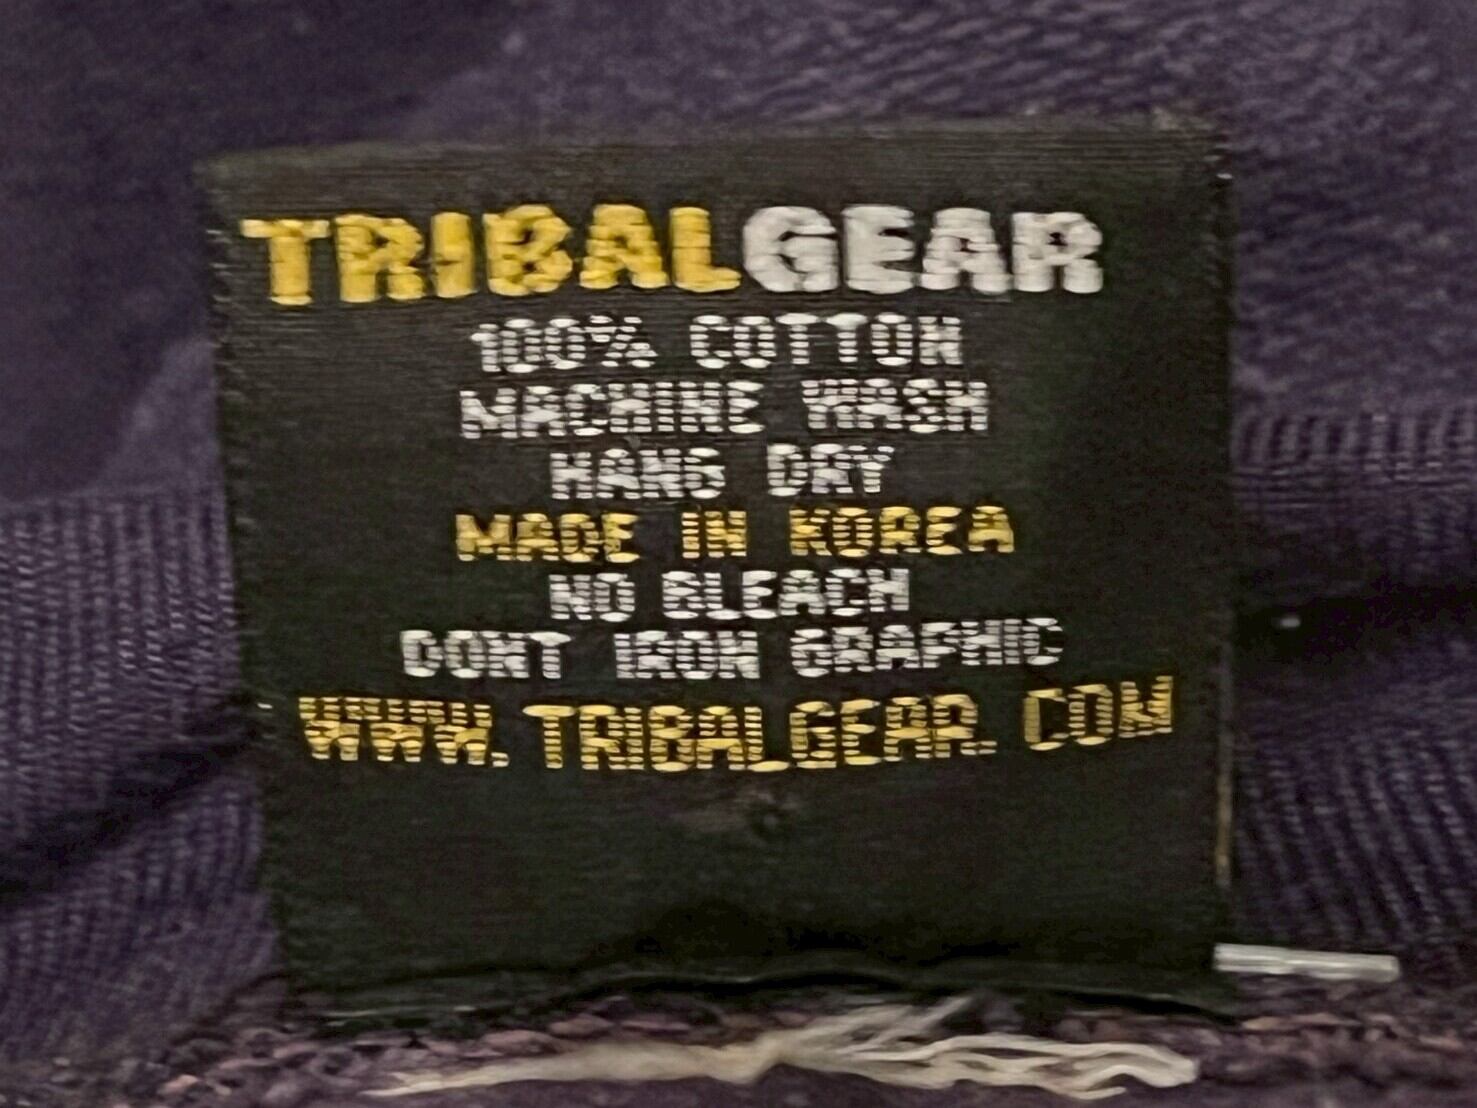 TRIBALGEAR
100% COTTON
MACHINE WASH
HANG DRY
MADE IN KOREA
NO BLEACH
DONT IRON GRAPHIC
WWW.TRIBALGEAR.COM